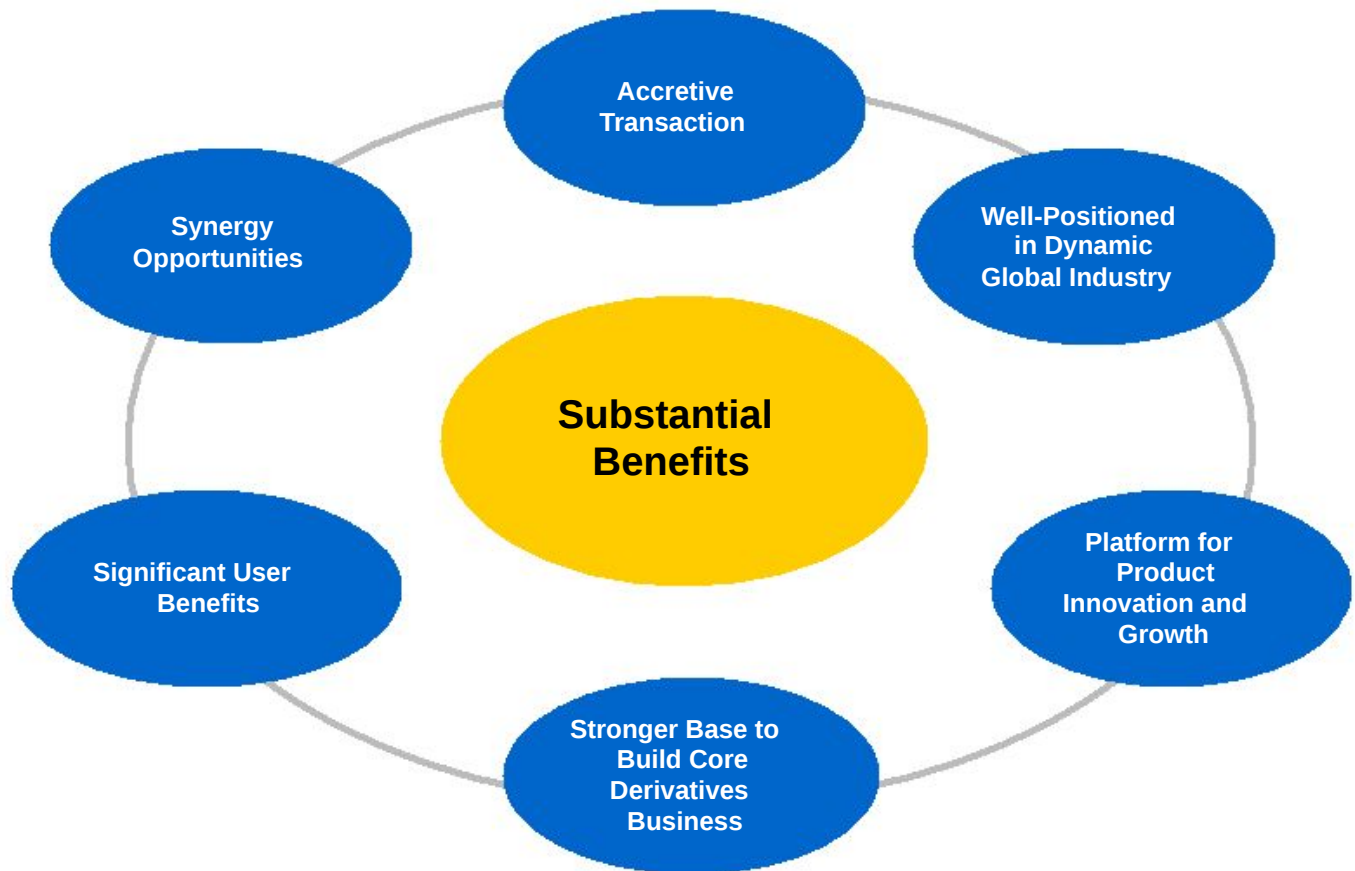 Accretive
Transaction
Synergy
Opportunities
Well-Positioned
in Dynamic
Global Industry
Substantial
Benefits
Significant User
Benefits
Platform for
Product
Innovation and
Growth
Stronger Base to
Build Core
Derivatives
Business